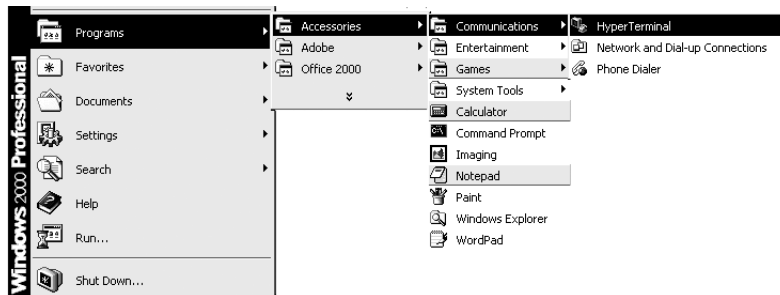 Windows 2000 Professional
Programs
Favorites
Documents
Settings
Search
Help
Run...
Shut Down...
Accessories
Adobe
Office 2000
Communications
Entertainment
Games
System Tools
Calculator
Command Prompt
Imaging
Notepad
Paint
Windows Explorer
WordPad
HyperTerminal
Network and Dial-up Connections
Phone Dialer